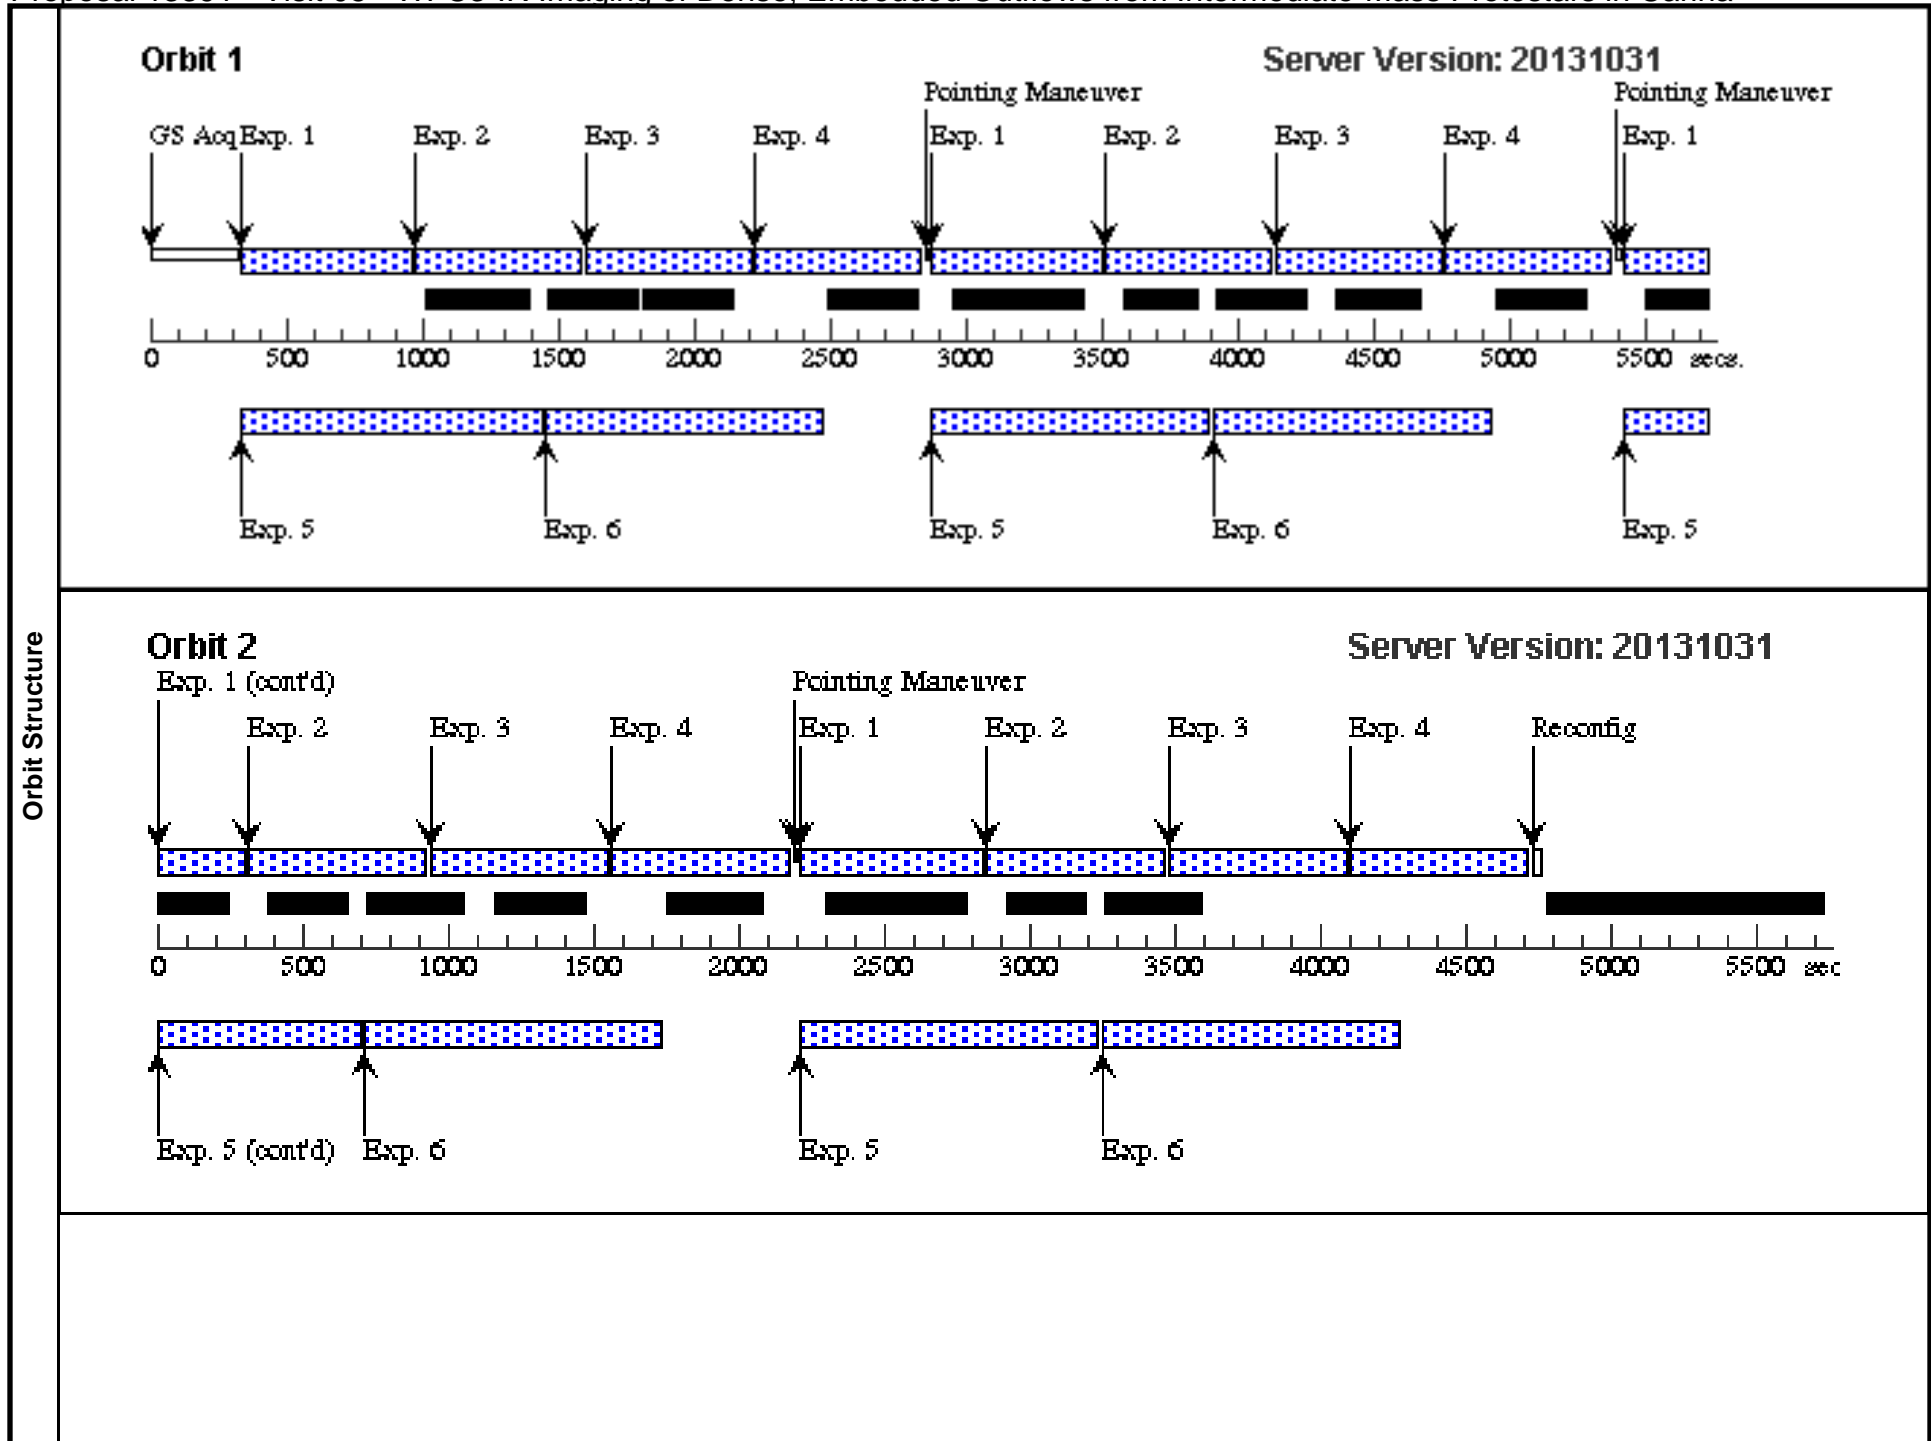 Orbit Structure
Orbit 1
Server Version: 20131031
Pointing Maneuver Pointing Maneuver
GS Acq Exp. 1 Exp. 2 Exp. 3 Exp. 4 Exp. 1 Exp. 2 Exp. 3 Exp. 4 Exp. 1
0 500 1000 1500 2000 2500 3000 3500 4000 4500 5000 5500 secs.
Exp. 5 Exp. 6 Exp. 5 Exp. 6 Exp. 5
Orbit 2
Server Version: 20131031
Exp. 1 (cont'd) Pointing Maneuver
Exp. 2 Exp. 3 Exp. 4 Exp. 1 Exp. 2 Exp. 3 Exp. 4 Reconfig
0 500 1000 1500 2000 2500 3000 3500 4000 4500 5000 5500 sec
Exp. 5 (cont'd) Exp. 6 Exp. 5 Exp. 6